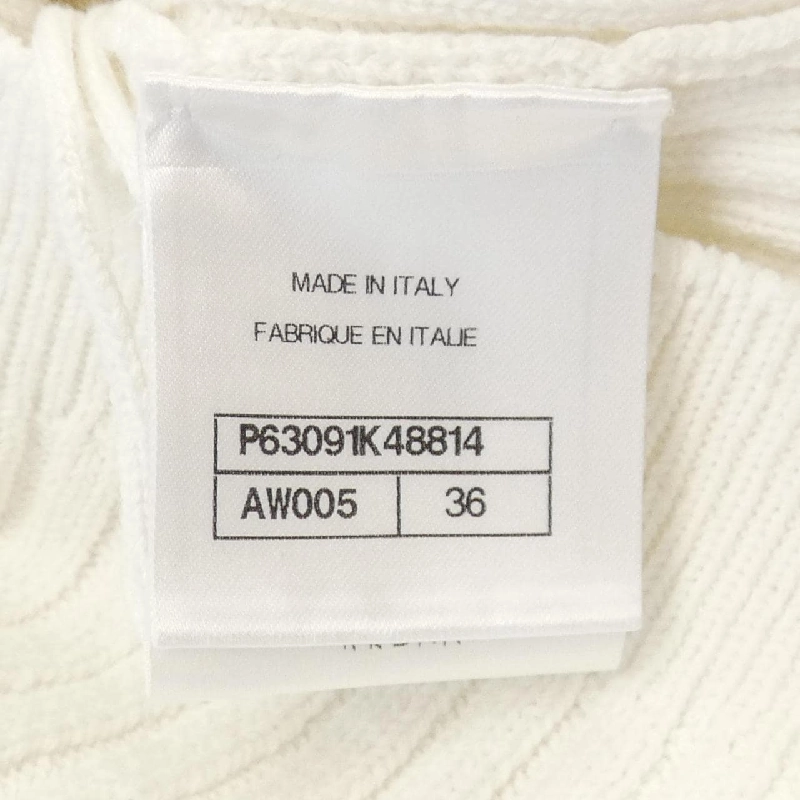 MADE IN ITALY
FABRIQUE EN ITALIE
P63091K48814
AW005 36